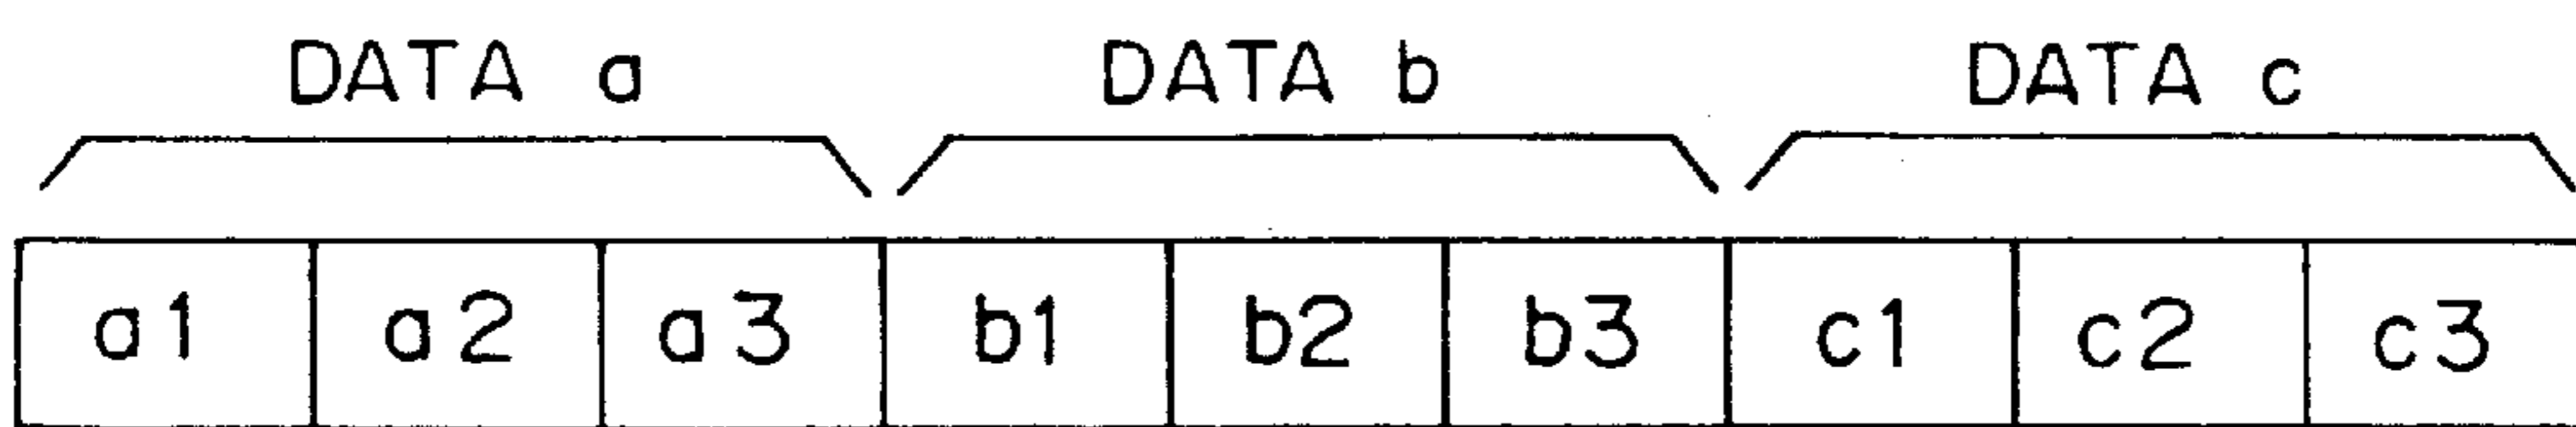 DATA a DATA b DATA c
a1 a2 a3 b1 b2 b3 c1 c2 c3